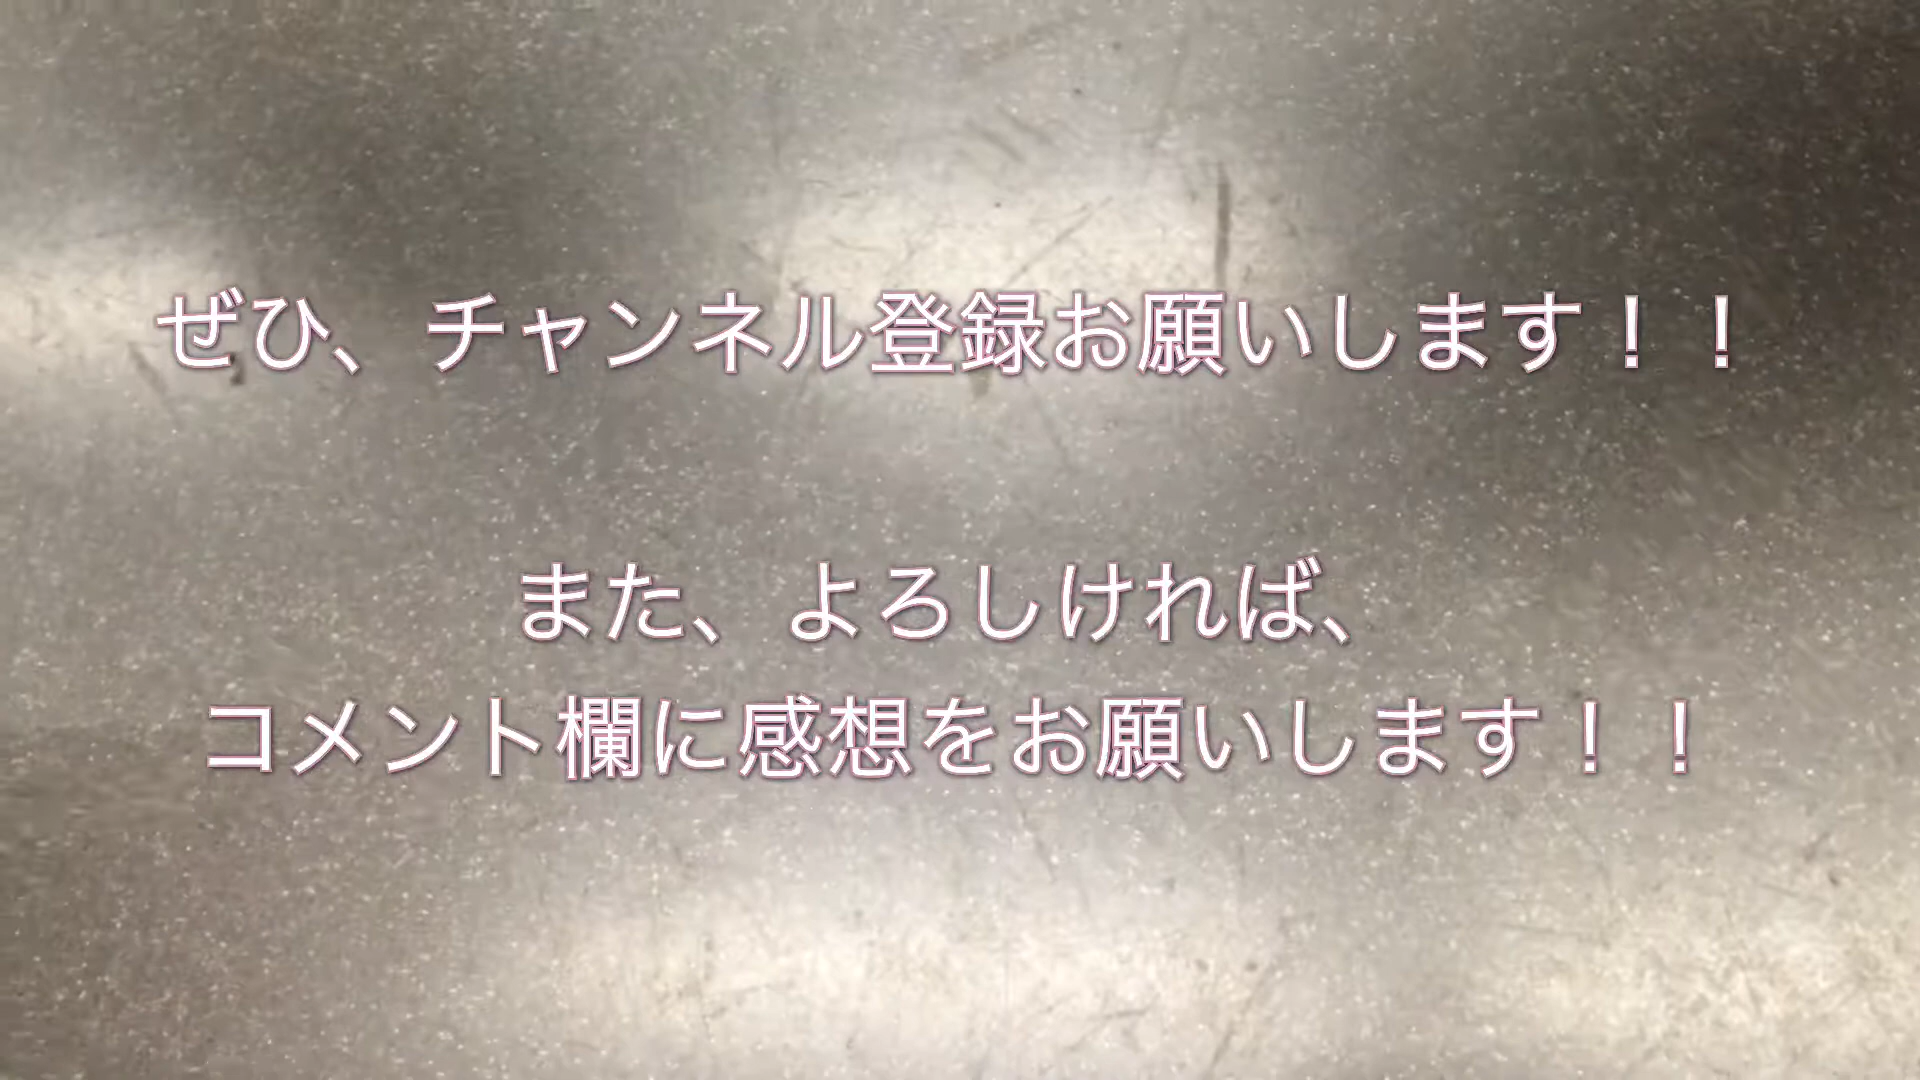 ぜひ、チャンネル登録お願いします！！
また、よろしければ、
コメント欄に感想をお願いします！！